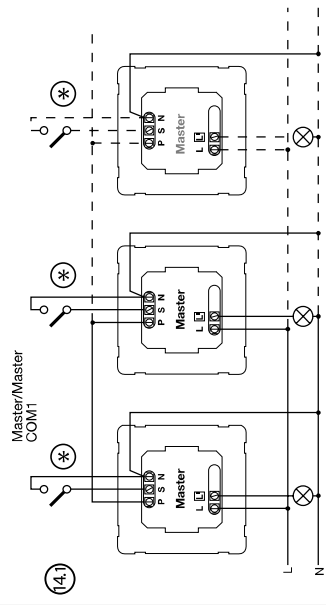 14.1
Master/Master
COM1
*
*
*
P S N
P S N
P S N
Master
Master
Master
L
L
L
L
N